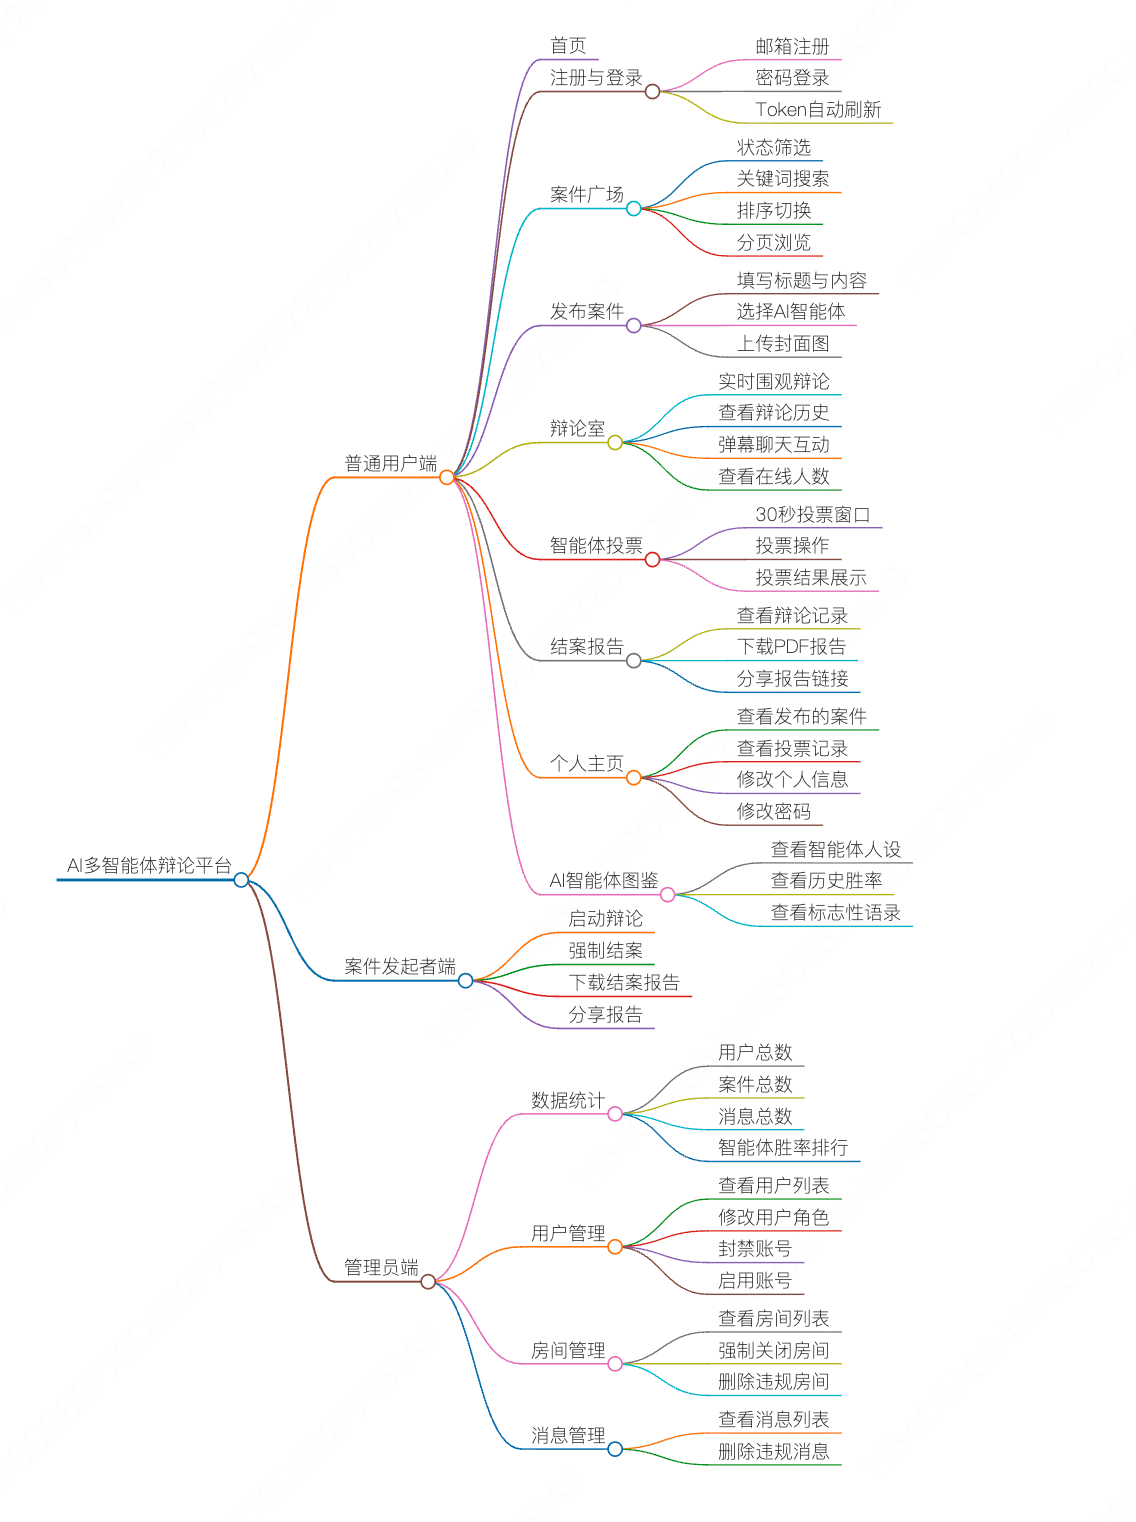 首页
注册与登录
邮箱注册
密码登录
Token自动刷新
案件广场
状态筛选
关键词搜索
排序切换
分页浏览
发布案件
填写标题与内容
选择AI智能体
上传封面图
辩论室
实时围观辩论
查看辩论历史
弹幕聊天互动
查看在线人数
普通用户端
智能体投票
30秒投票窗口
投票操作
投票结果展示
结案报告
查看辩论记录
下载PDF报告
分享报告链接
个人主页
查看发布的案件
查看投票记录
修改个人信息
修改密码
AI多智能体辩论平台
AI智能体图鉴
查看智能体人设
查看历史胜率
查看标志性语录
案件发起者端
启动辩论
强制结案
下载结案报告
分享报告
数据统计
用户总数
案件总数
消息总数
智能体胜率排行
用户管理
查看用户列表
修改用户角色
封禁账号
启用账号
管理员端
房间管理
查看房间列表
强制关闭房间
删除违规房间
消息管理
查看消息列表
删除违规消息